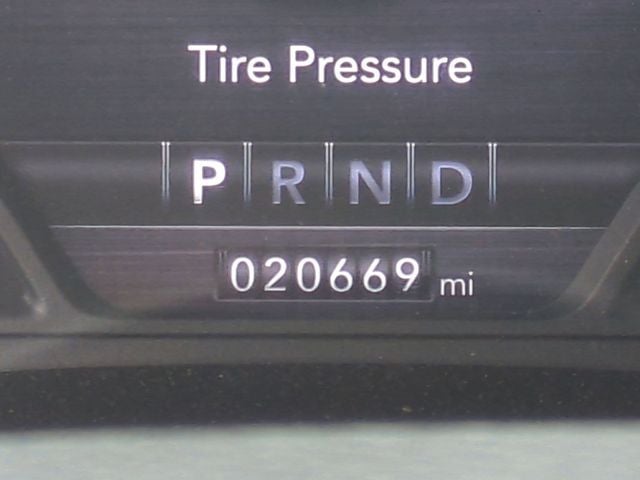 Tire Pressure
P R N D
020669 mi